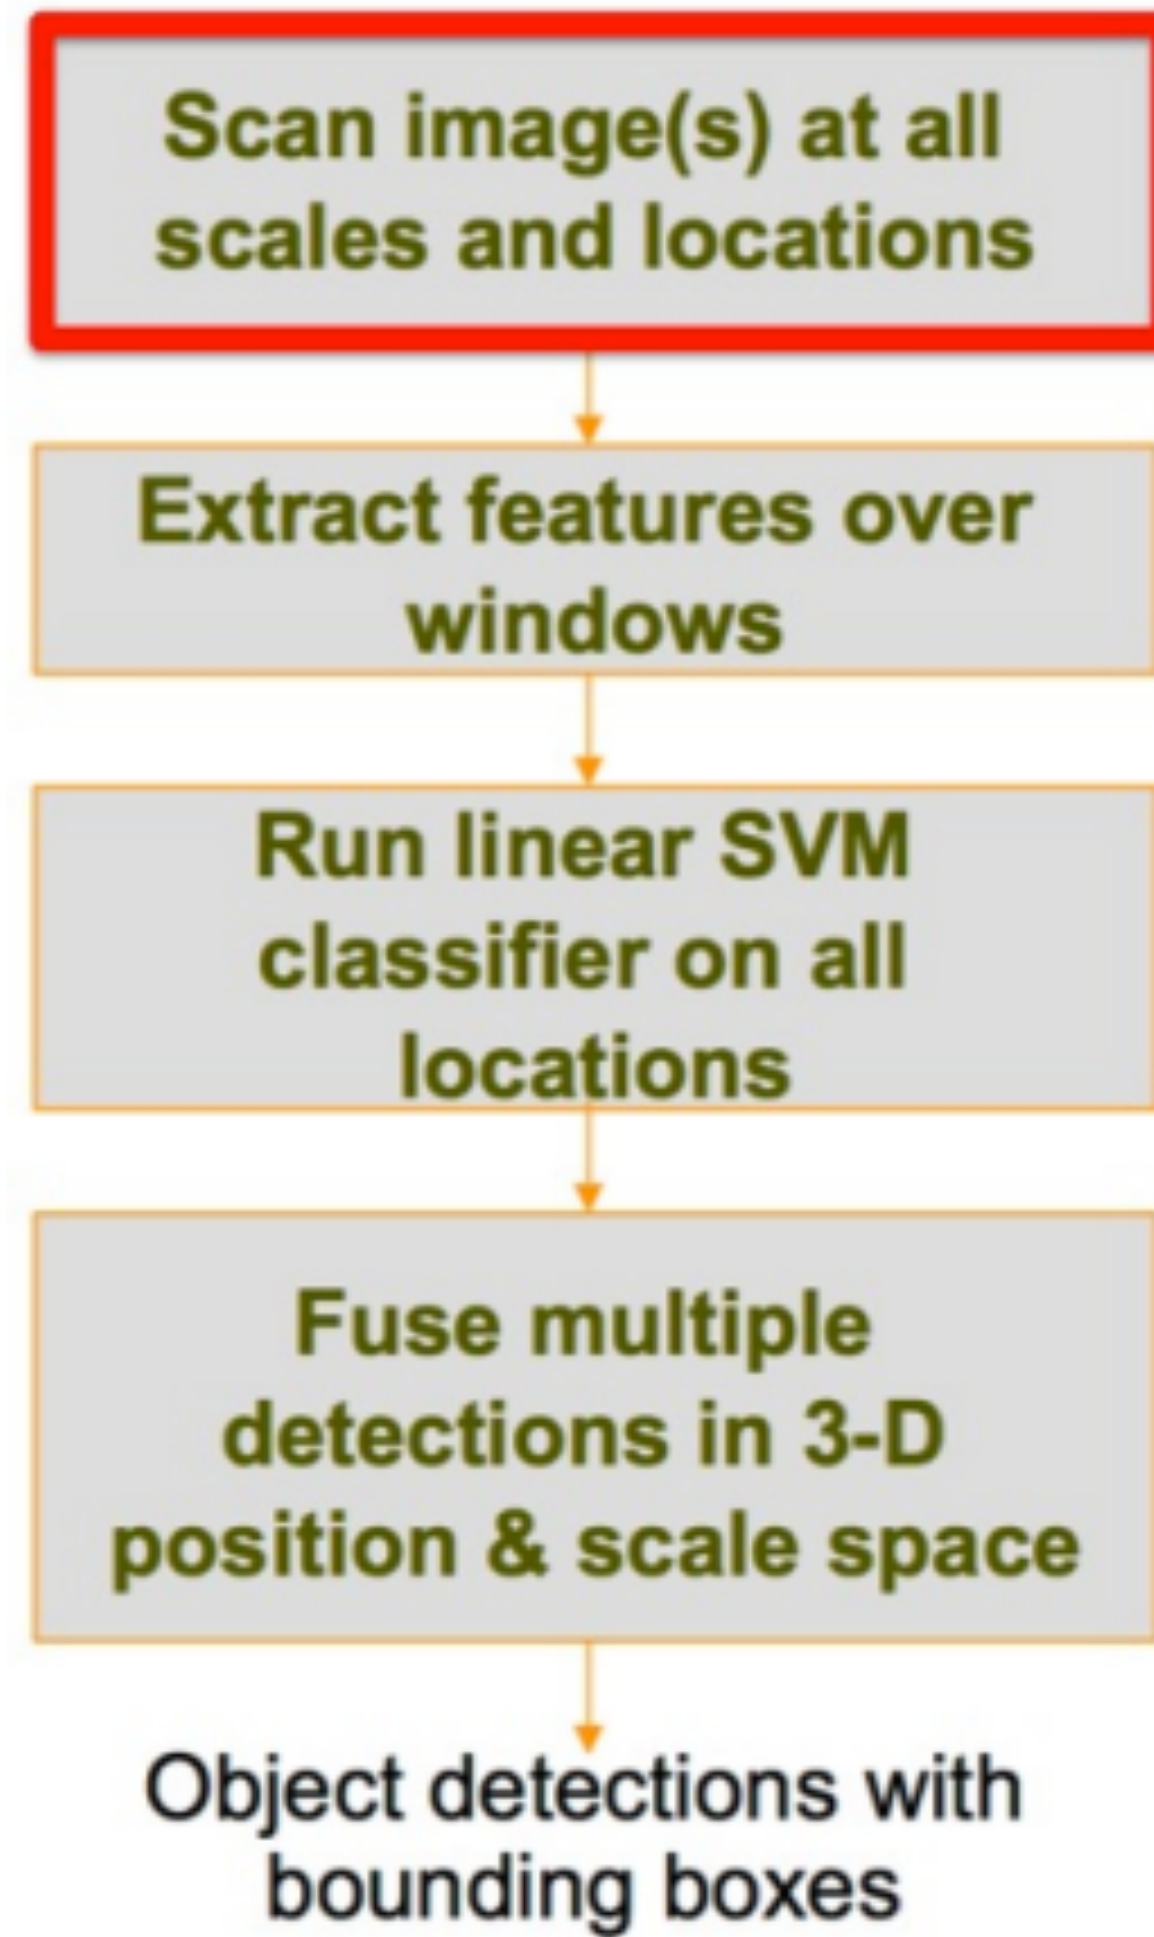 Scan image(s) at all
scales and locations
Extract features over
windows
Run linear SVM
classifier on all
locations
Fuse multiple
detections in 3-D
position & scale space
Object detections with
bounding boxes